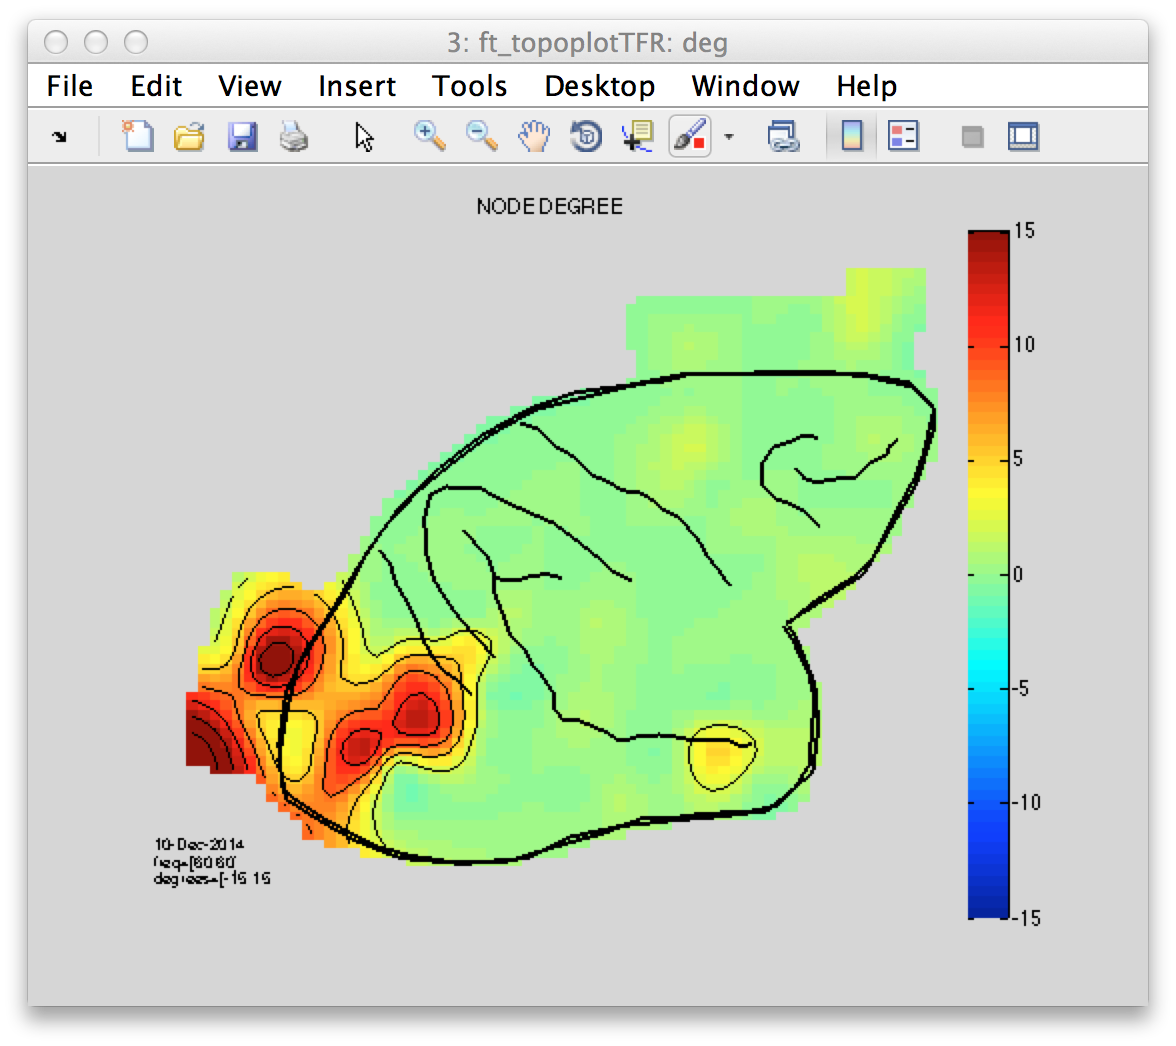 3: ft_topoplotTFR: deg
File Edit View Insert Tools Desktop Window Help
NODE DEGREE
15
10
5
0
-5
-10
-15
10-Dec-2014
freq=[60 60]
degrees=[-15 15